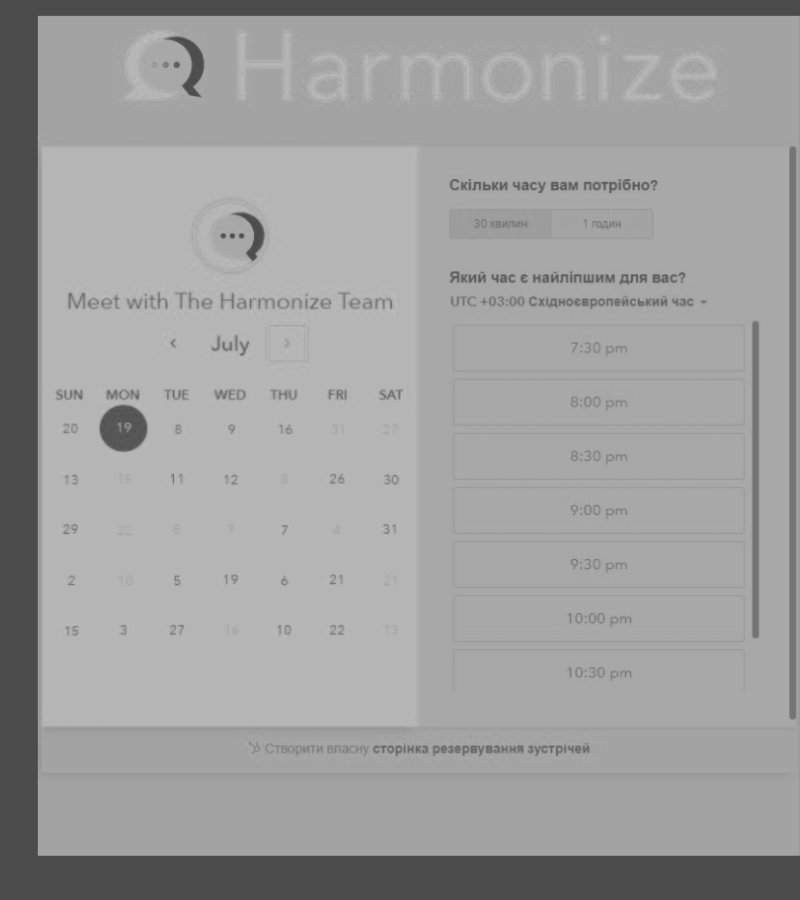 Harmonize
Meet with The Harmonize Team
July
SUN MON TUE WED THU FRI SAT
20 19 8 9 16 31 27
13 15 11 12 8 26 30
29 22 5 7 7 4 31
2 10 5 19 6 21 21
15 3 27 16 10 22 13
Скільки часу вам потрібно?
30 хвилин 1 годин
Який час є найліпшим для вас?
UTC +03:00 Східноєвропейський час
7:30 pm
8:00 pm
8:30 pm
9:00 pm
9:30 pm
10:00 pm
10:30 pm
Створити власну сторінка резервування зустрічей